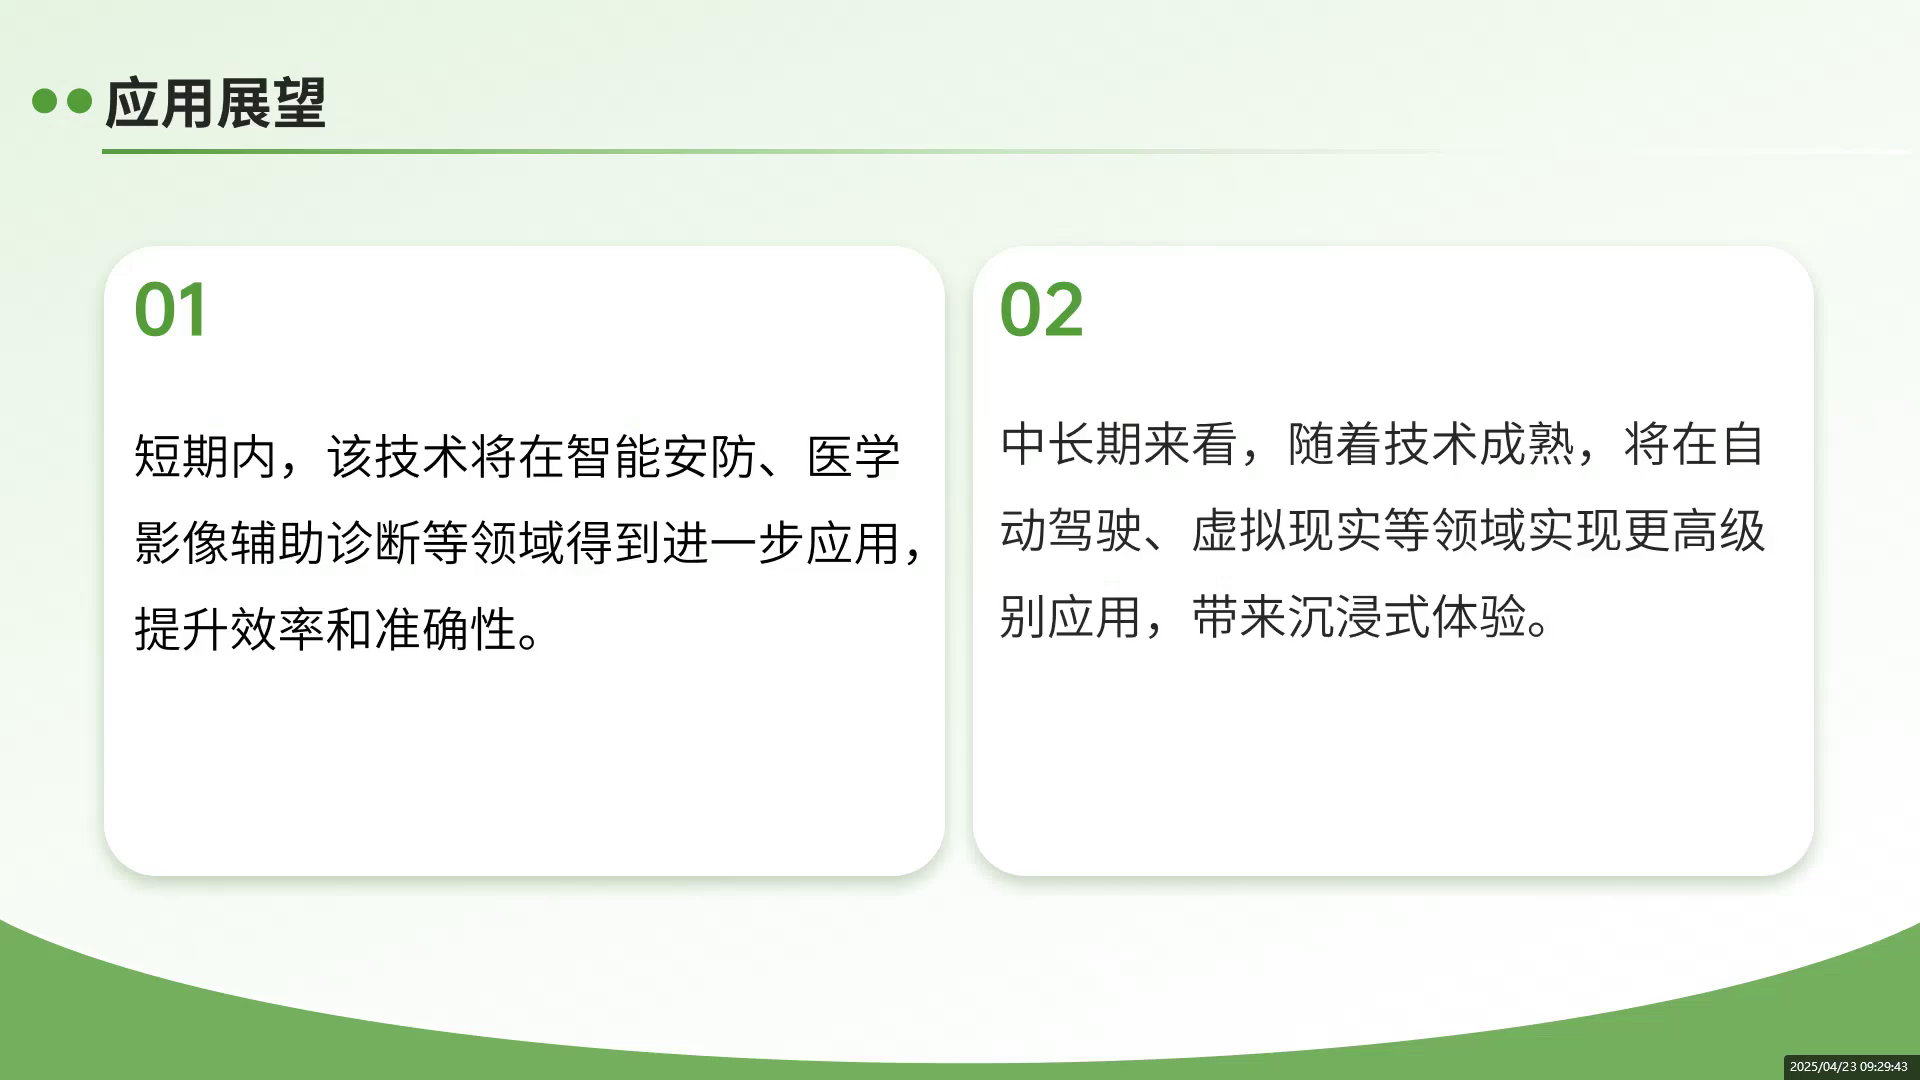 应用展望
01
短期内，该技术将在智能安防、医学
影像辅助诊断等领域得到进一步应用，
提升效率和准确性。
02
中长期来看，随着技术成熟，将在自
动驾驶、虚拟现实等领域实现更高级
别应用，带来沉浸式体验。
2025/04/23 09:29:43